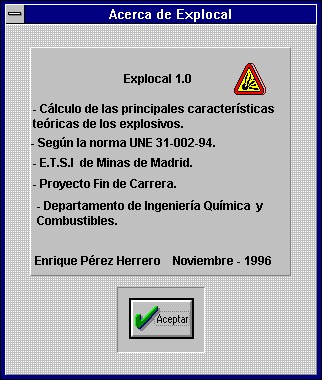 Acerca de Explocal
Explocal 1.0
- Cálculo de las principales características
teóricas de los explosivos.
- Según la norma UNE 31-002-94.
- E.T.S.I  de Minas de Madrid.
- Proyecto Fin de Carrera.
- Departamento de Ingeniería Química  y
Combustibles.
Enrique Pérez Herrero   Noviembre - 1996
Aceptar